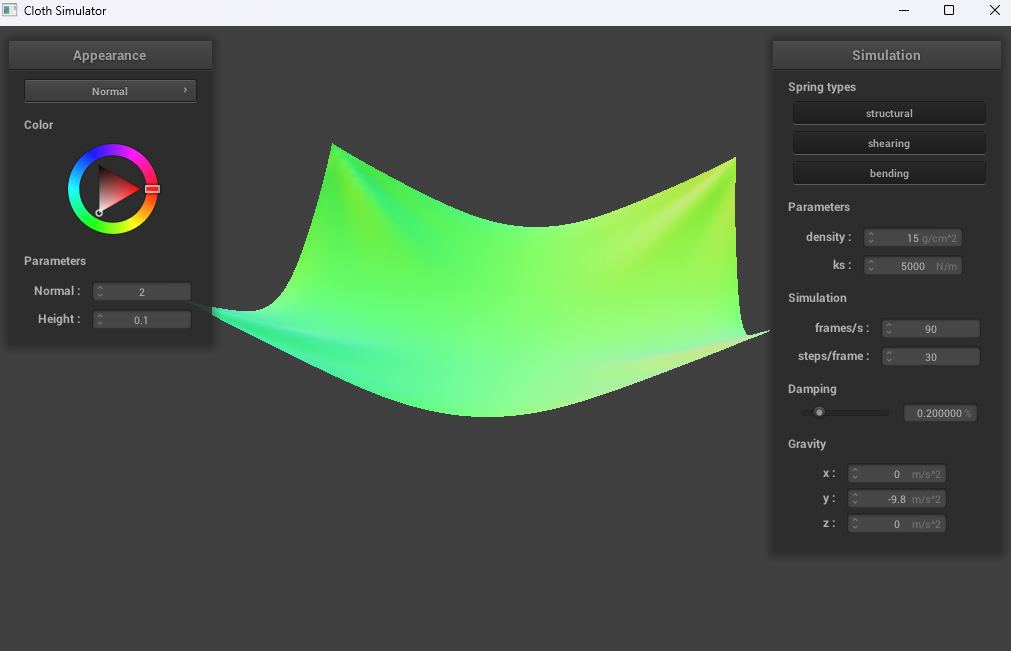 Cloth Simulator
Appearance
Normal
Color
Parameters
Normal : 2
Height : 0.1
Simulation
Spring types
structural
shearing
bending
Parameters
density : 15 g/cm^2
ks : 5000 N/m
Simulation
frames/s : 90
steps/frame : 30
Damping
0.200000 %
Gravity
x : 0 m/s^2
y : -9.8 m/s^2
z : 0 m/s^2